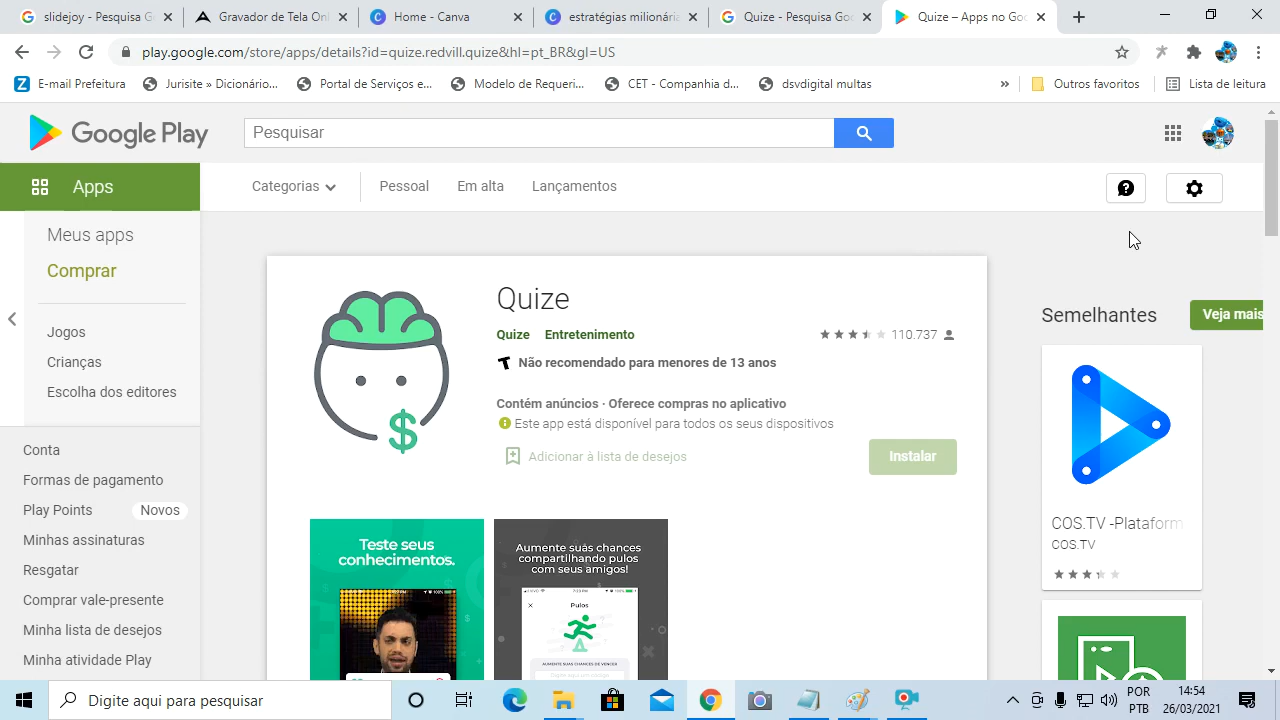 slidejoy - Pesquisa G
Gravador de Tela Onl
Home - Canva
estratégias milionári
Quize - Pesquisa Goo
Quize – Apps no Goo
play.google.com/store/apps/details?id=quize.redvill.quize&hl=pt_BR&gl=US
E-mail Prefeitura
Jurisite » Dicionário...
Portal de Serviços e...
Modelo de Requeri...
CET - Companhia d...
dsvdigital multas
»
Outros favoritos
Lista de leitura
Google Play
Pesquisar
Apps
Categorias
Pessoal
Em alta
Lançamentos
Meus apps
Comprar
Jogos
Crianças
Escolha dos editores
Conta
Formas de pagamento
Play Points
Novos
Minhas assinaturas
Resgatar
Comprar vale-presente
Minha lista de desejos
Minha atividade Play
Quize
Quize
Entretenimento
110.737
Não recomendado para menores de 13 anos
Contém anúncios · Oferece compras no aplicativo
Este app está disponível para todos os seus dispositivos
Adicionar à lista de desejos
Instalar
Teste seus
conhecimentos.
Aumente suas chances
compartilhando pulos
com seus amigos!
Pulos
AUMENTE SUAS CHANCES DE VENCER
Semelhantes
Veja mais
COS.TV -Plataform
COS.TV
Digite aqui para pesquisar
POR
PTB
14:54
26/03/2021